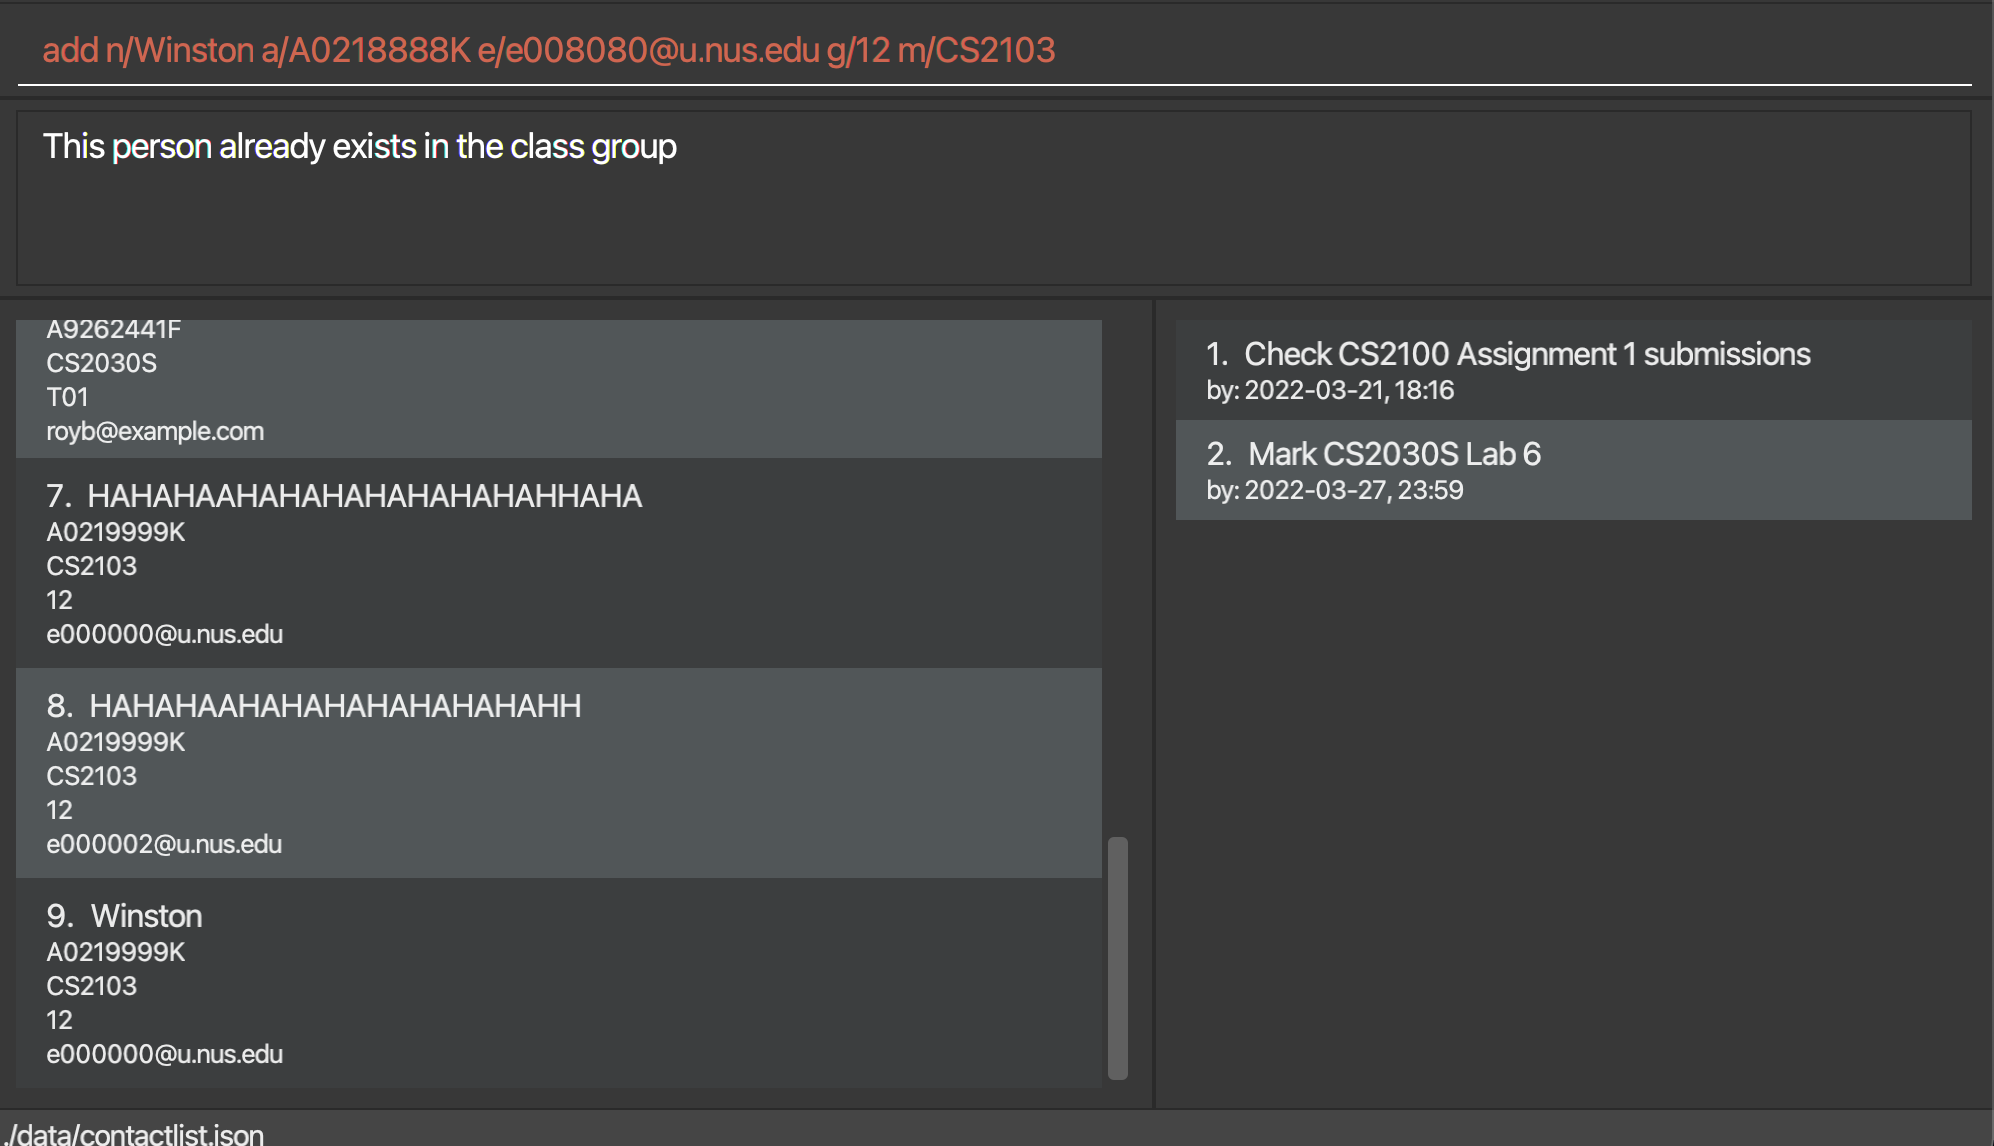 add n/Winston a/A0218888K e/e008080@u.nus.edu g/12 m/CS2103
This person already exists in the class group
A9262441F
CS2030S
T01
royb@example.com
7. HAHAHAAHAHAHAHAHAHAHAHHAHA
A0219999K
CS2103
12
e000000@u.nus.edu
8. HAHAHAAHAHAHAHAHAHAHAHH
A0219999K
CS2103
12
e000002@u.nus.edu
9. Winston
A0219999K
CS2103
12
e000000@u.nus.edu
1. Check CS2100 Assignment 1 submissions
by: 2022-03-21, 18:16
2. Mark CS2030S Lab 6
by: 2022-03-27, 23:59
./data/contactlist.json